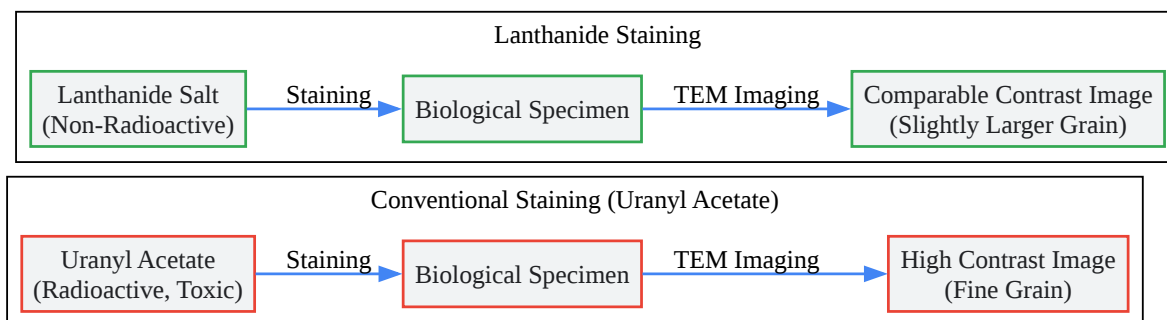 Lanthanide Staining
Lanthanide Salt
(Non-Radioactive)
Staining
Biological Specimen
TEM Imaging
Comparable Contrast Image
(Slightly Larger Grain)
Conventional Staining (Uranyl Acetate)
Uranyl Acetate
(Radioactive, Toxic)
Staining
Biological Specimen
TEM Imaging
High Contrast Image
(Fine Grain)